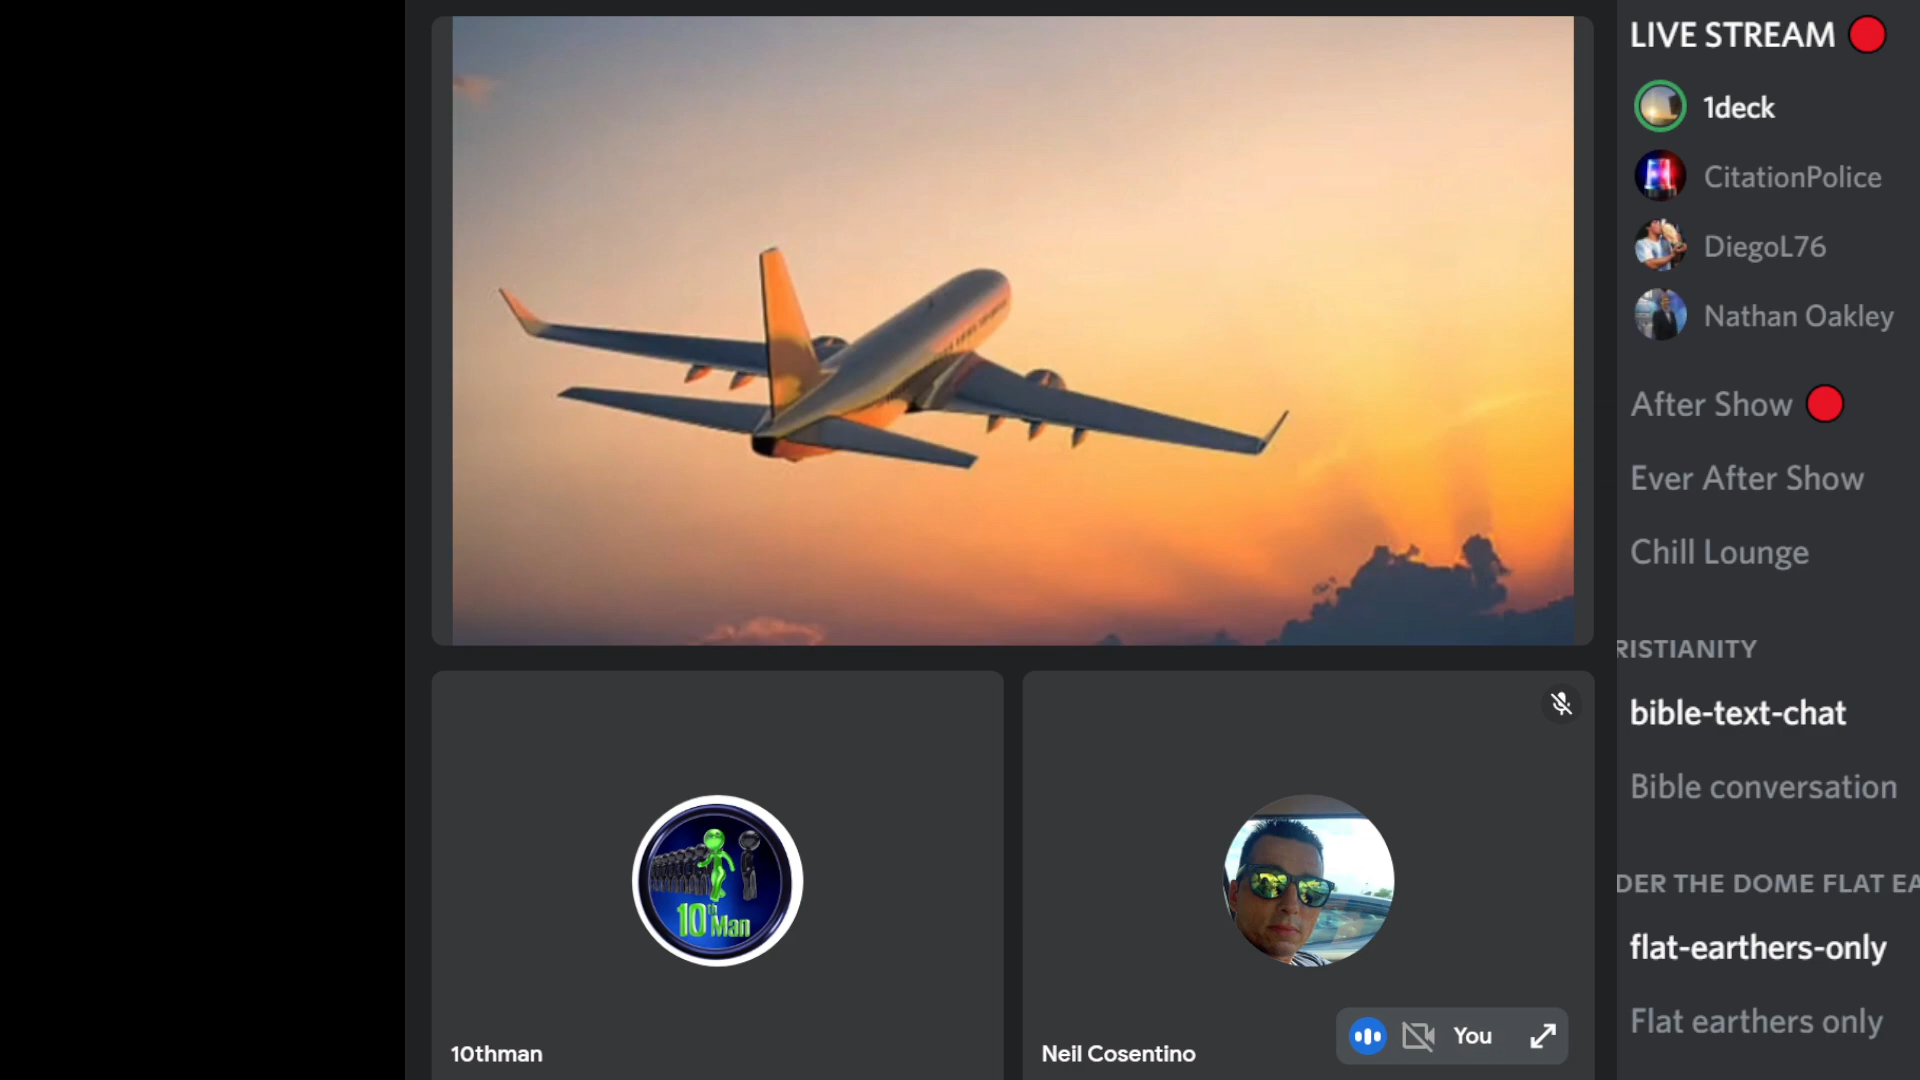 LIVE STREAM
1deck
CitationPolice
DiegoL76
Nathan Oakley
After Show
Ever After Show
Chill Lounge
RISTIANITY
bible-text-chat
Bible conversation
DER THE DOME FLAT EA
flat-earthers-only
Flat earthers only
10th Man
10thman
Neil Cosentino
You